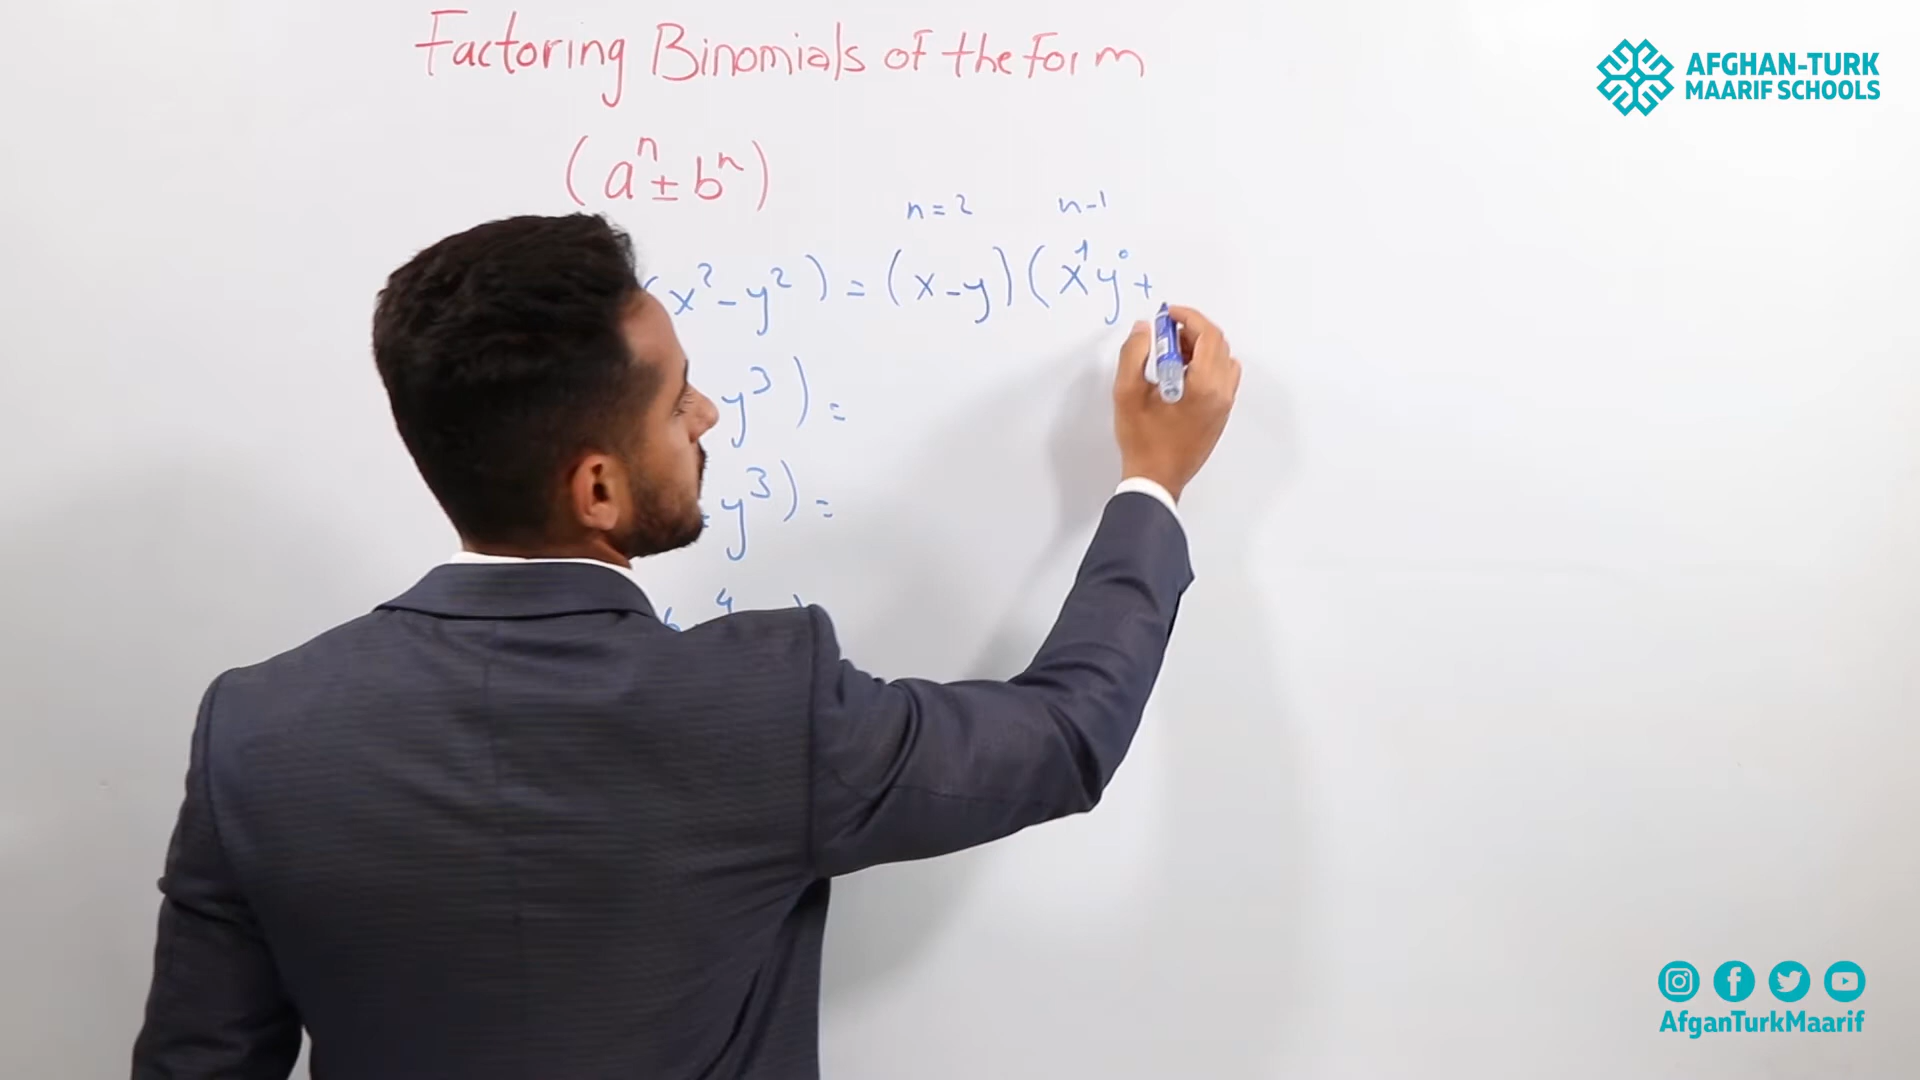 Factoring Binomials of the form
(aⁿ ± bⁿ)
n = 2 n-1
(x² - y²) = (x - y) (x¹y⁰ +
y³) =
y³) =
4 )
AFGHAN-TURK
MAARIF SCHOOLS
AfganTurkMaarif